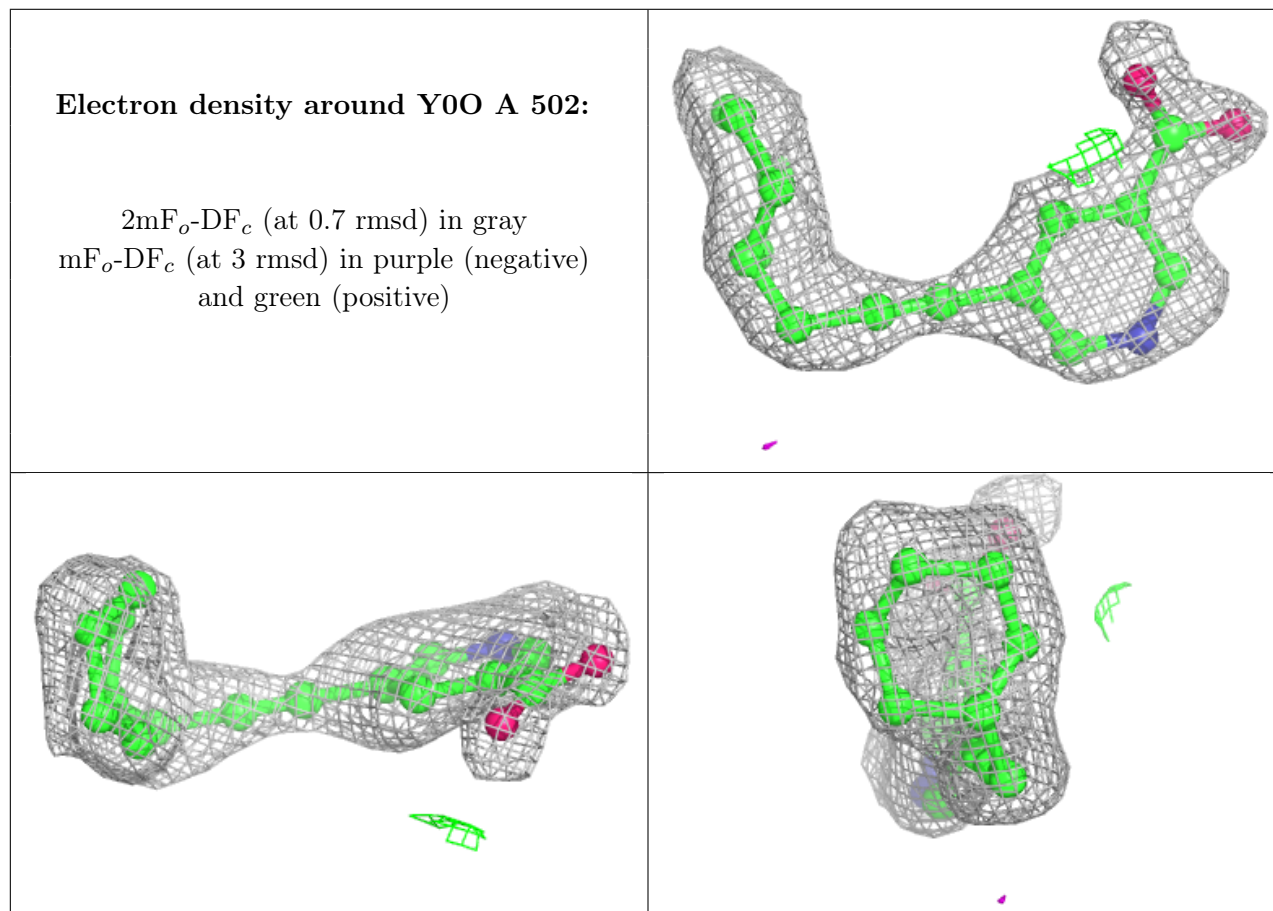 Electron density around Y0O A 502:
2mFₒ-DF𝒸 (at 0.7 rmsd) in gray
mFₒ-DF𝒸 (at 3 rmsd) in purple (negative)
and green (positive)